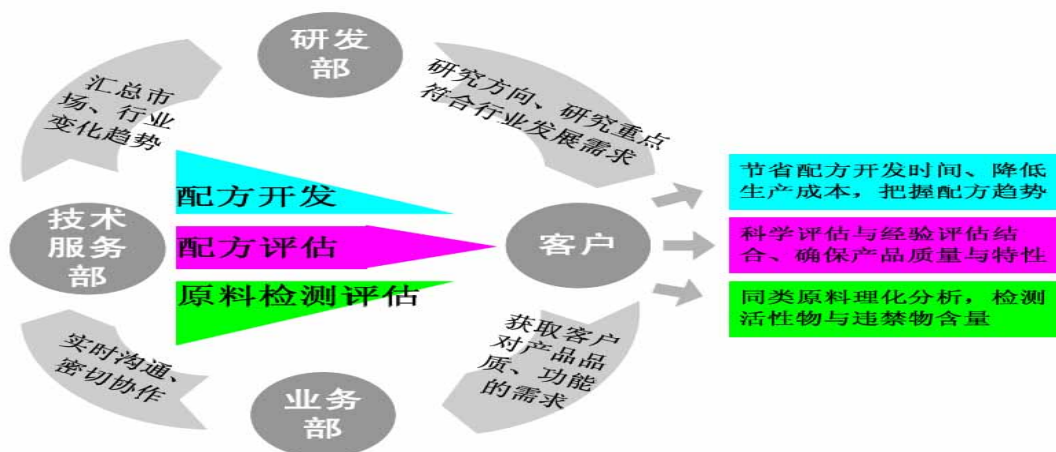 研发
部
汇总市
场、行业
变化趋势
研究方向、研究重点
符合行业发展需求
配方开发
技术
服务
部
配方评估
原料检测评估
客户
节省配方开发时间、降低
生产成本，把握配方趋势
科学评估与经验评估结
合、确保产品质量与特性
同类原料理化分析，检测
活性物与违禁物含量
实时沟通、
密切协作
业务
部
获取客户
对产品品
质、功能
的需求